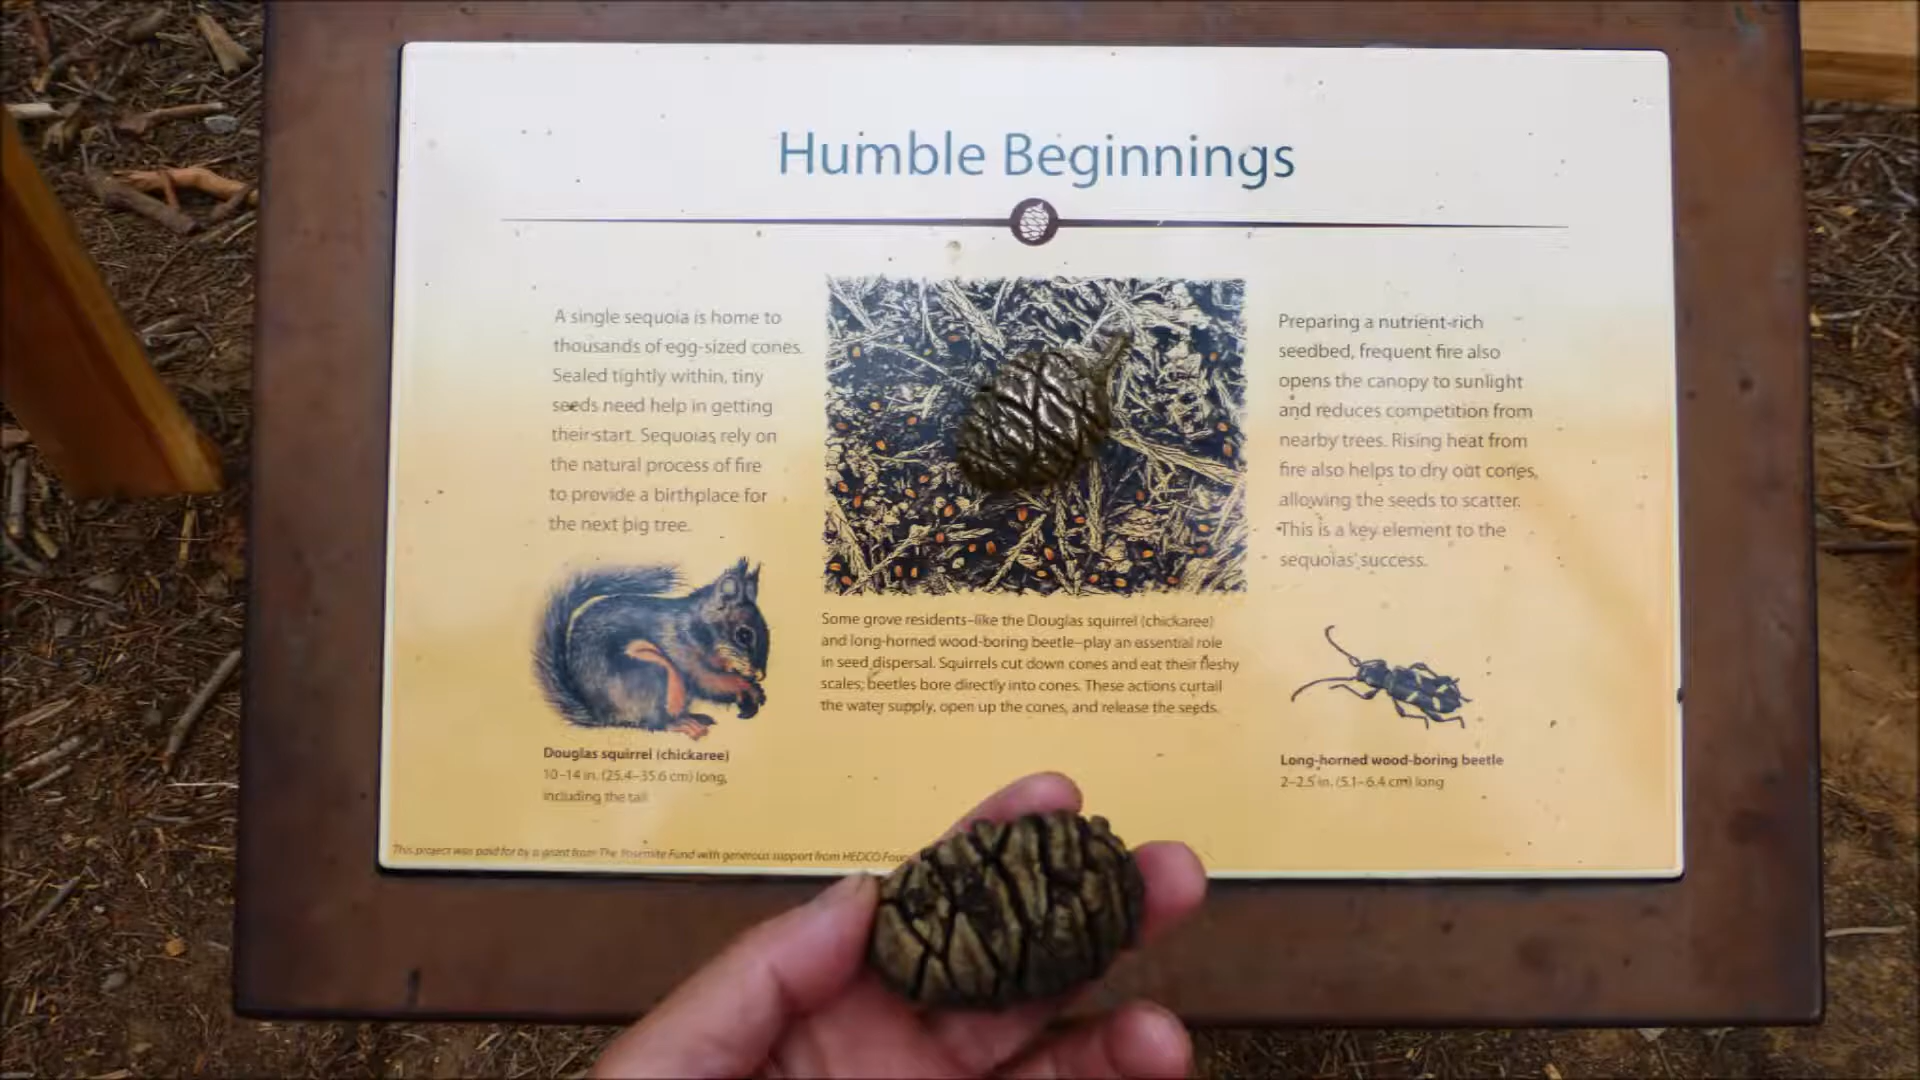 Humble Beginnings
A single sequoia is home to
thousands of egg-sized cones.
Sealed tightly within, tiny
seeds need help in getting
their start. Sequoias rely on
the natural process of fire
to provide a birthplace for
the next big tree.
Douglas squirrel (chickaree)
10–14 in. (25.4–35.6 cm) long,
including the tail
Some grove residents–like the Douglas squirrel (chickaree)
and long-horned wood-boring beetle–play an essential role
in seed dispersal. Squirrels cut down cones and eat their fleshy
scales; beetles bore directly into cones. These actions curtail
the water supply, open up the cones, and release the seeds.
Preparing a nutrient-rich
seedbed, frequent fire also
opens the canopy to sunlight
and reduces competition from
nearby trees. Rising heat from
fire also helps to dry out cones,
allowing the seeds to scatter.
This is a key element to the
sequoias' success.
Long-horned wood-boring beetle
2–2.5 in. (5.1–6.4 cm) long
This project was paid for by a grant from The Yosemite Fund with generous support from HEDCO